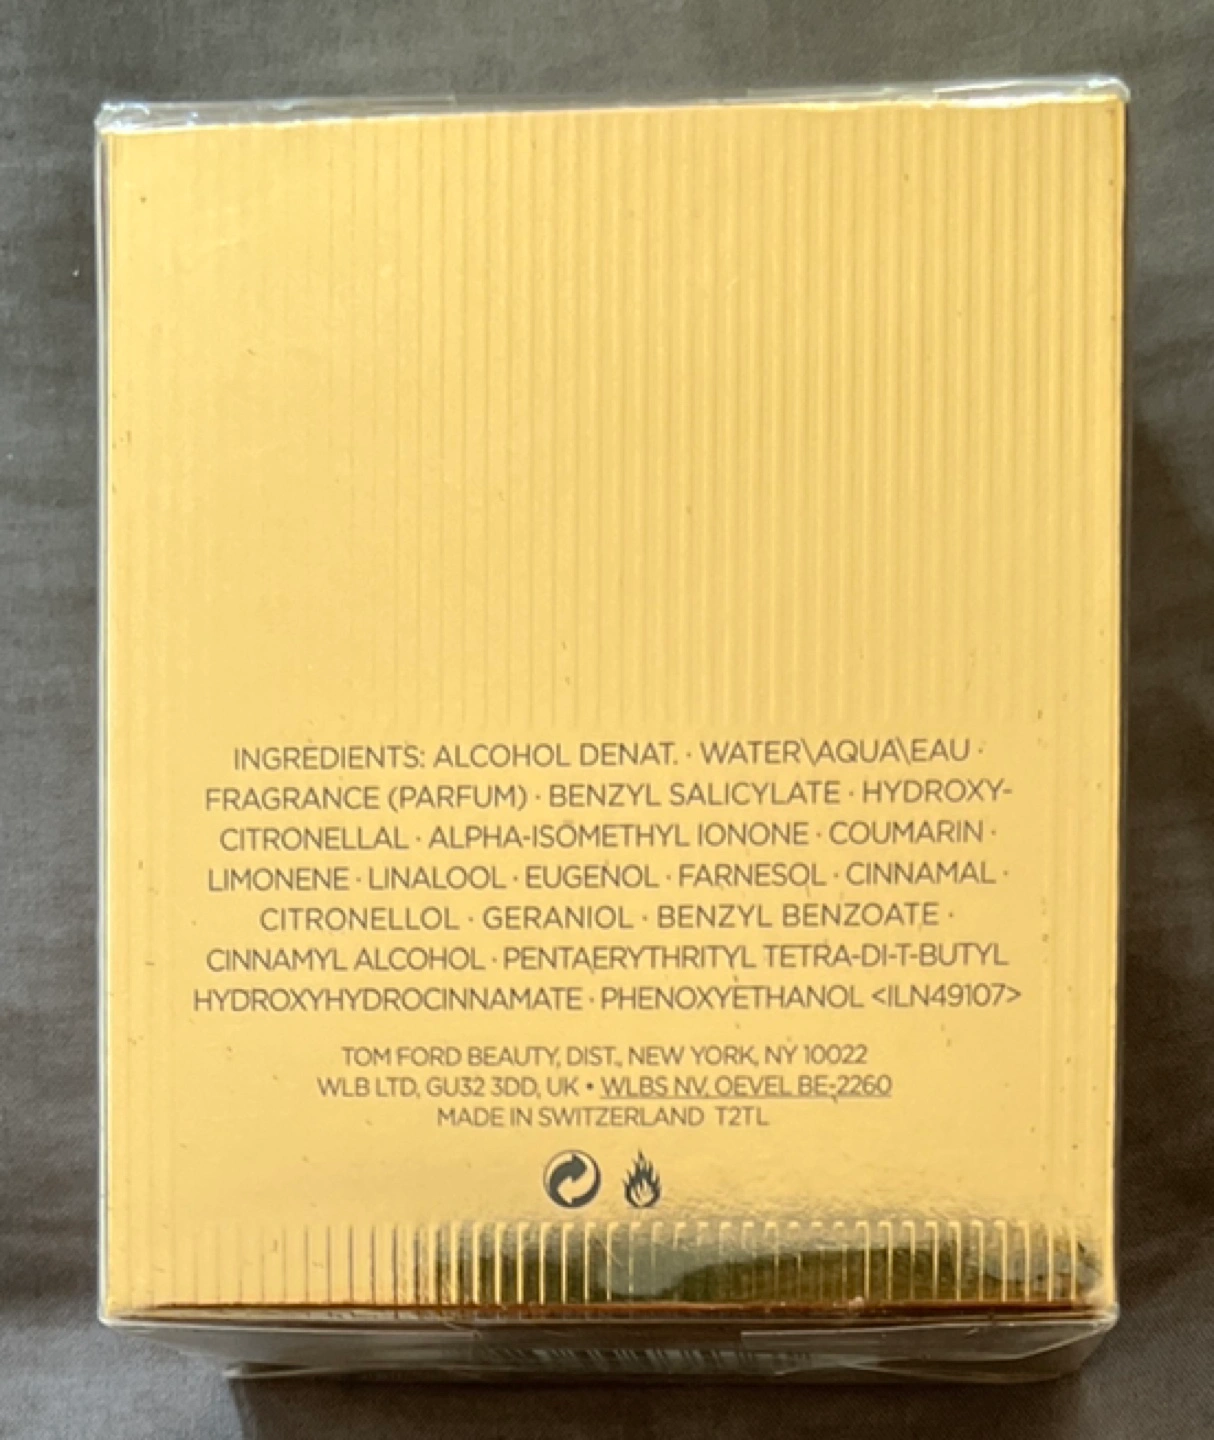 INGREDIENTS: ALCOHOL DENAT. · WATER\AQUA\EAU ·
FRAGRANCE (PARFUM) · BENZYL SALICYLATE · HYDROXY-
CITRONELLAL · ALPHA-ISOMETHYL IONONE · COUMARIN ·
LIMONENE · LINALOOL · EUGENOL · FARNESOL · CINNAMAL ·
CITRONELLOL · GERANIOL · BENZYL BENZOATE ·
CINNAMYL ALCOHOL · PENTAERYTHRITYL TETRA-DI-T-BUTYL
HYDROXYHYDROCINNAMATE · PHENOXYETHANOL <ILN49107>
TOM FORD BEAUTY, DIST., NEW YORK, NY 10022
WLB LTD, GU32 3DD, UK • WLBS NV, OEVEL BE-2260
MADE IN SWITZERLAND T2TL